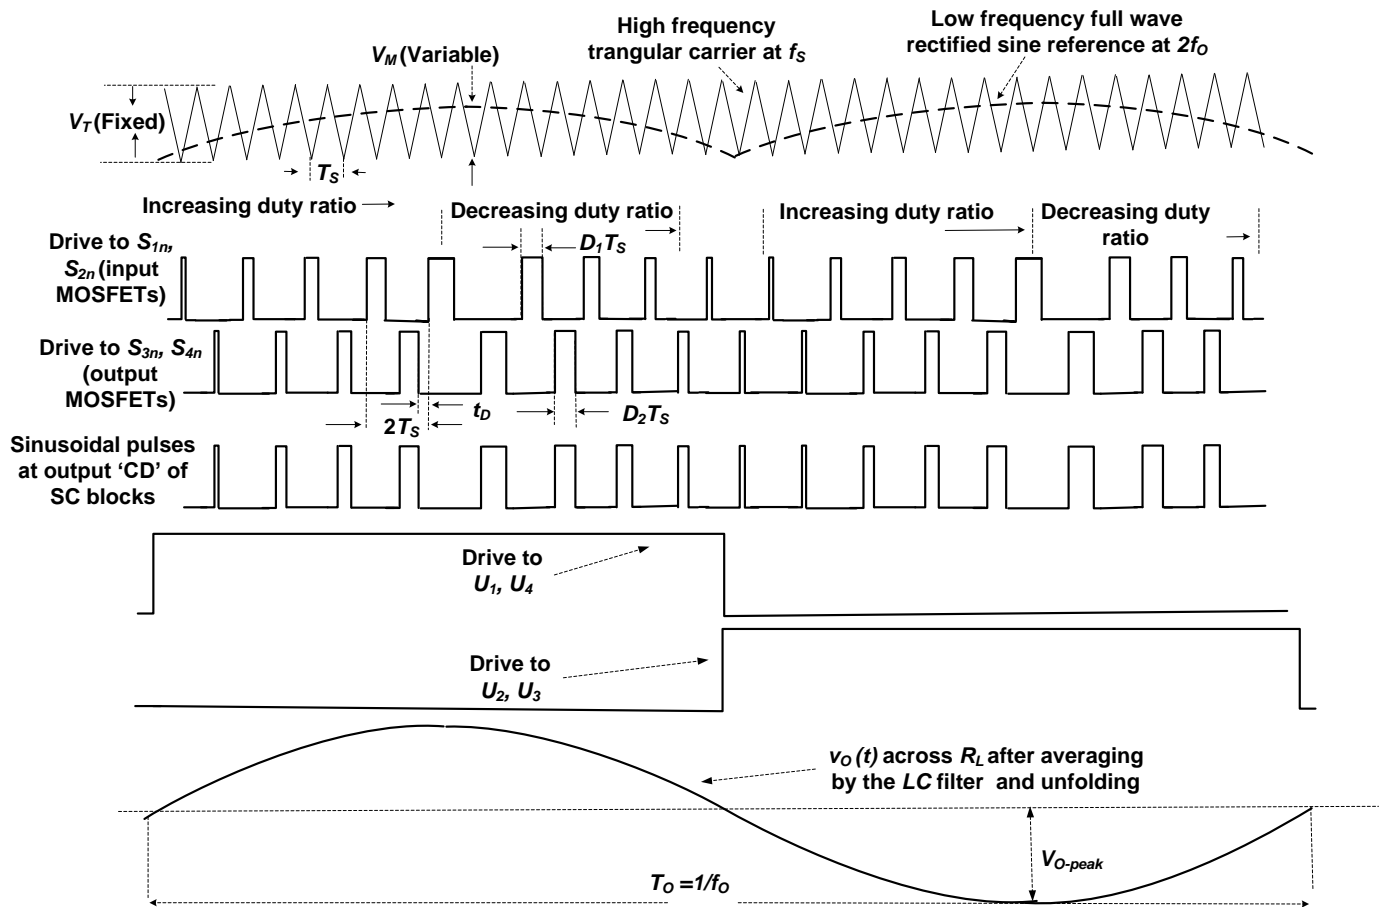 High frequency
trangular carrier at fS
Low frequency full wave
rectified sine reference at 2fO
VM (Variable)
VT (Fixed)
TS
Increasing duty ratio
Decreasing duty ratio
Increasing duty ratio
Decreasing duty
ratio
Drive to S1n,
S2n (input
MOSFETs)
D1TS
Drive to S3n, S4n
(output
MOSFETs)
tD
2TS
D2TS
Sinusoidal pulses
at output ‘CD’ of
SC blocks
Drive to
U1, U4
Drive to
U2, U3
vO (t) across RL after averaging
by the LC filter and unfolding
VO-peak
TO =1/fO